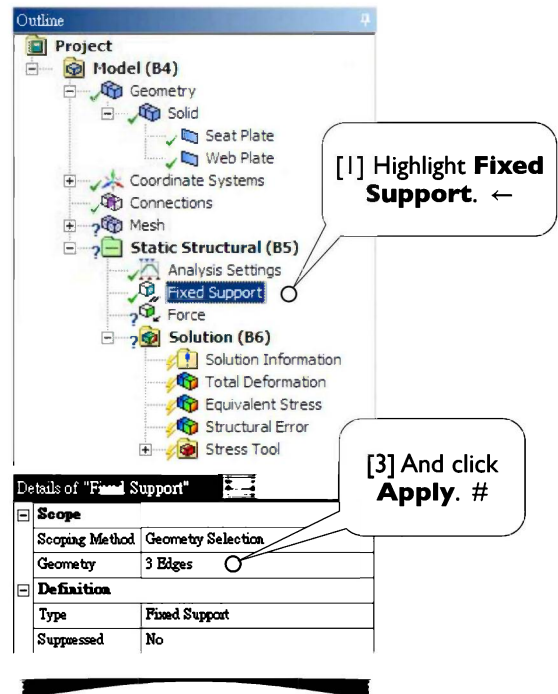 Outline
Project
Model (B4)
Geometry
Solid
Seat Plate
Web Plate
Coordinate Systems
Connections
Mesh
Static Structural (B5)
Analysis Settings
Fixed Support
Force
Solution (B6)
Solution Information
Total Deformation
Equivalent Stress
Structural Error
Stress Tool
[1] Highlight Fixed
Support. ←
[3] And click
Apply. #
Details of "Fixed Support"
Scope
Scoping Method Geometry Selection
Geometry 3 Edges
Definition
Type Fixed Support
Suppressed No